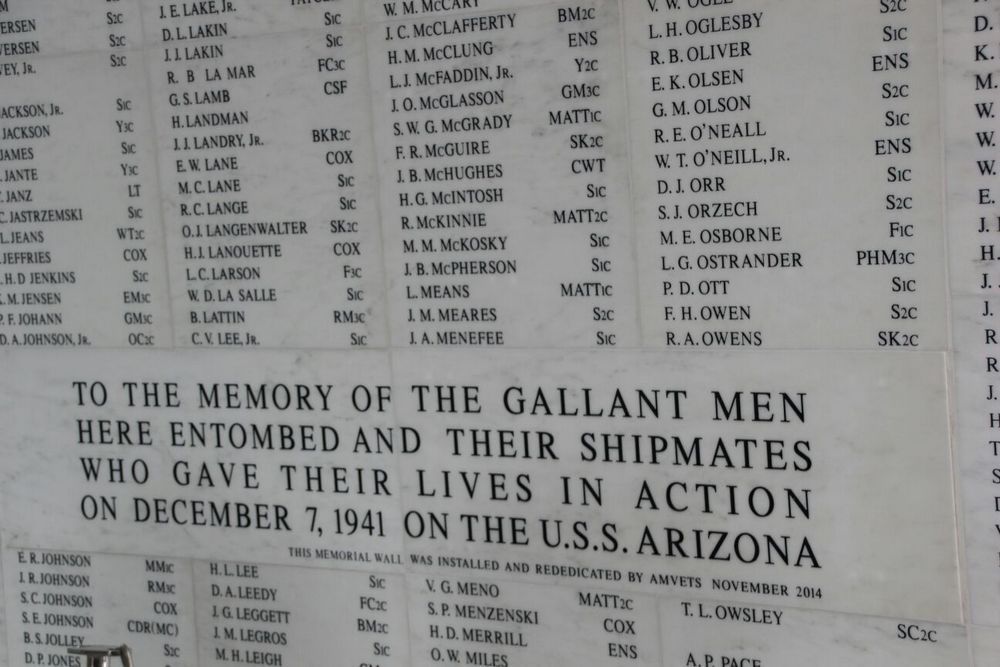 M
ERSEN S2C
VERSEN S2C
VEY, JR. S2C
JACKSON, JR. S1C
JACKSON Y3C
JAMES S1C
JANTE Y3C
JANZ LT
C. JASTRZEMSKI S1C
L. JEANS WT2C
JEFFRIES COX
H.D JENKINS S2C
K. M. JENSEN EM3C
P. F. JOHANN GM3C
D. A. JOHNSON, JR. OC2C
J. E. LAKE, JR.
D. L. LAKIN S1C
J. J. LAKIN S1C
R. B LA MAR FC3C
G. S. LAMB CSF
H. LANDMAN
J. J. LANDRY, JR. BKR2C
E. W. LANE COX
M. C. LANE S1C
R. C. LANGE S1C
O. J. LANGENWALTER SK2C
H. J. LANOUETTE COX
L. C. LARSON F3C
W. D. LA SALLE S1C
B. LATTIN RM3C
C. V. LEE, JR. S1C
W. M. McCARY
J. C. McCLAFFERTY BM2C
H. M. McCLUNG ENS
L. J. McFADDIN, JR. Y2C
J. O. McGLASSON GM3C
S. W. G. McGRADY MATT1C
F. R. McGUIRE SK2C
J. B. McHUGHES CWT
H. G. McINTOSH S1C
R. McKINNIE MATT2C
M. M. McKOSKY S1C
J. B. McPHERSON S1C
L. MEANS MATT1C
J. M. MEARES S2C
J. A. MENEFEE S1C
V. W. OGLE
L. H. OGLESBY S2C
R. B. OLIVER S1C
E. K. OLSEN ENS
G. M. OLSON S2C
R. E. O'NEALL S1C
W. T. O'NEILL, JR. ENS
D. J. ORR S1C
S. J. ORZECH S2C
M. E. OSBORNE F1C
L. G. OSTRANDER PHM3C
P. D. OTT S1C
F. H. OWEN S2C
R. A. OWENS SK2C
D.
K.
M.
W.
W.
W.
E.
J.
H.
J.
J.
R
R
J.
H
T
S
TO THE MEMORY OF THE GALLANT MEN
HERE ENTOMBED AND THEIR SHIPMATES
WHO GAVE THEIR LIVES IN ACTION
ON DECEMBER 7, 1941 ON THE U.S.S. ARIZONA
THIS MEMORIAL WALL WAS INSTALLED AND REDEDICATED BY AMVETS NOVEMBER 2014
E. R. JOHNSON MM1C
J. R. JOHNSON RM3C
S. C. JOHNSON COX
S. E. JOHNSON CDR(MC)
B. S. JOLLEY S2C
D. P. JONES
H. L. LEE S1C
D. A. LEEDY FC2C
J. G. LEGGETT BM2C
J. M. LEGROS S1C
M. H. LEIGH
V. G. MENO MATT2C
S. P. MENZENSKI COX
H. D. MERRILL ENS
O. W. MILES
T. L. OWSLEY SC2C
A. P. PACE